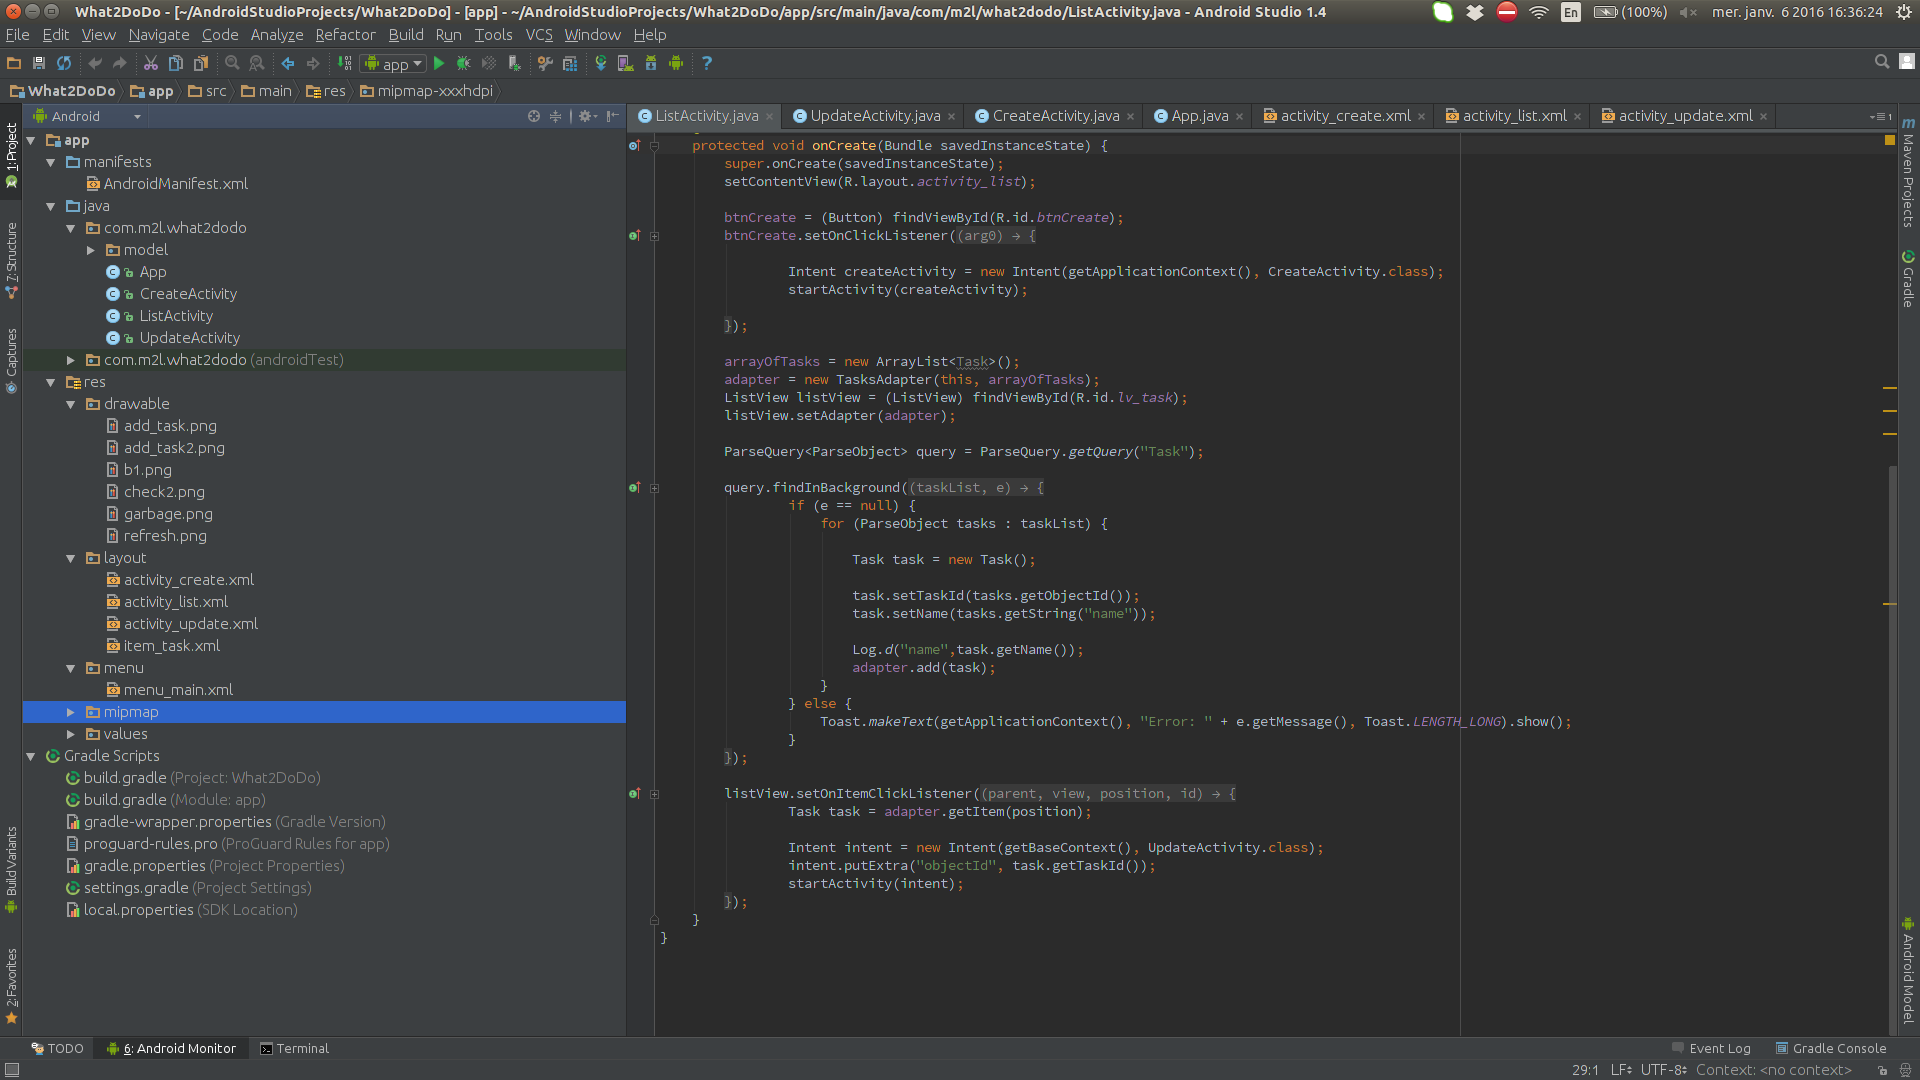 What2DoDo - [~/AndroidStudioProjects/What2DoDo] - [app] - ~/AndroidStudioProjects/What2DoDo/app/src/main/java/com/m2l/what2dodo/ListActivity.java - Android Studio 1.4
En (100%) mer. janv. 6 2016 16:36:24
File Edit View Navigate Code Analyze Refactor Build Run Tools VCS Window Help
app
What2DoDo app src main res mipmap-xxxhdpi
Android
ListActivity.java UpdateActivity.java CreateActivity.java App.java activity_create.xml activity_list.xml activity_update.xml
1: Project
7: Structure
Captures
Build Variants
2: Favorites
app
manifests
AndroidManifest.xml
java
com.m2l.what2dodo
model
App
CreateActivity
ListActivity
UpdateActivity
com.m2l.what2dodo (androidTest)
res
drawable
add_task.png
add_task2.png
b1.png
check2.png
garbage.png
refresh.png
layout
activity_create.xml
activity_list.xml
activity_update.xml
item_task.xml
menu
menu_main.xml
mipmap
values
Gradle Scripts
build.gradle (Project: What2DoDo)
build.gradle (Module: app)
gradle-wrapper.properties (Gradle Version)
proguard-rules.pro (ProGuard Rules for app)
gradle.properties (Project Properties)
settings.gradle (Project Settings)
local.properties (SDK Location)
protected void onCreate(Bundle savedInstanceState) {
super.onCreate(savedInstanceState);
setContentView(R.layout.activity_list);
btnCreate = (Button) findViewById(R.id.btnCreate);
btnCreate.setOnClickListener((arg0) → {
Intent createActivity = new Intent(getApplicationContext(), CreateActivity.class);
startActivity(createActivity);
});
arrayOfTasks = new ArrayList<Task>();
adapter = new TasksAdapter(this, arrayOfTasks);
ListView listView = (ListView) findViewById(R.id.lv_task);
listView.setAdapter(adapter);
ParseQuery<ParseObject> query = ParseQuery.getQuery("Task");
query.findInBackground((taskList, e) → {
if (e == null) {
for (ParseObject tasks : taskList) {
Task task = new Task();
task.setTaskId(tasks.getObjectId());
task.setName(tasks.getString("name"));
Log.d("name",task.getName());
adapter.add(task);
}
} else {
Toast.makeText(getApplicationContext(), "Error: " + e.getMessage(), Toast.LENGTH_LONG).show();
}
});
listView.setOnItemClickListener((parent, view, position, id) → {
Task task = adapter.getItem(position);
Intent intent = new Intent(getBaseContext(), UpdateActivity.class);
intent.putExtra("objectId", task.getTaskId());
startActivity(intent);
});
}
}
m Maven Projects
Gradle
Android Model
TODO 6: Android Monitor Terminal Event Log Gradle Console
29:1 LF UTF-8 Context: <no context>